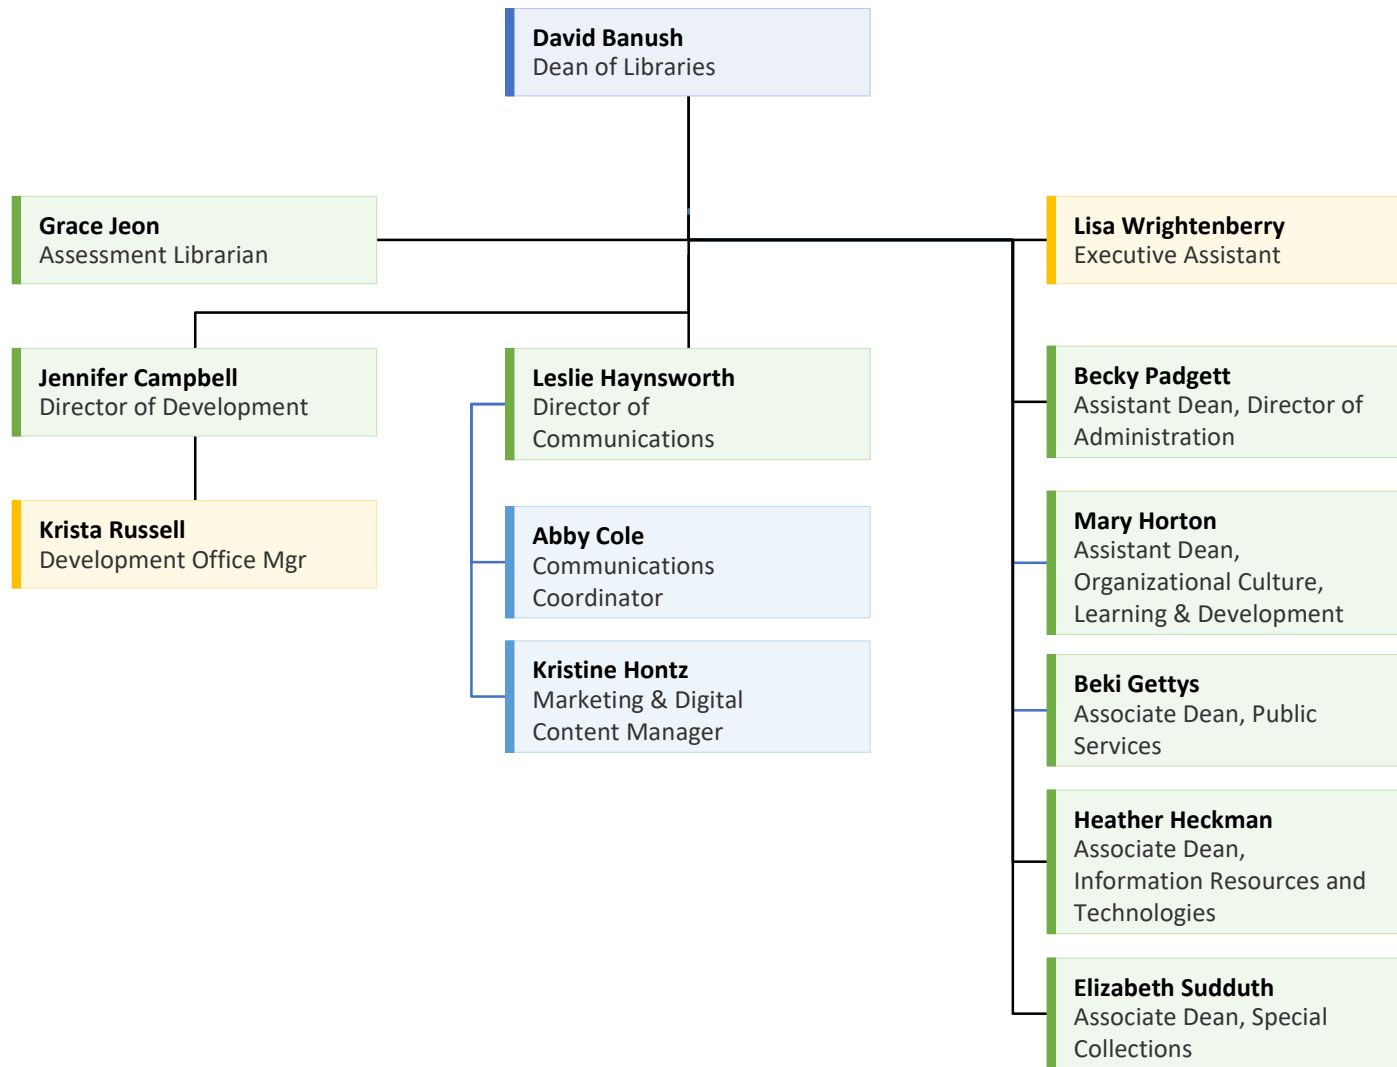 David Banush
Dean of Libraries
Grace Jeon
Assessment Librarian
Lisa Wrightenberry
Executive Assistant
Jennifer Campbell
Director of Development
Leslie Haynsworth
Director of
Communications
Becky Padgett
Assistant Dean, Director of
Administration
Krista Russell
Development Office Mgr
Abby Cole
Communications
Coordinator
Mary Horton
Assistant Dean,
Organizational Culture,
Learning & Development
Kristine Hontz
Marketing & Digital
Content Manager
Beki Gettys
Associate Dean, Public
Services
Heather Heckman
Associate Dean,
Information Resources and
Technologies
Elizabeth Sudduth
Associate Dean, Special
Collections